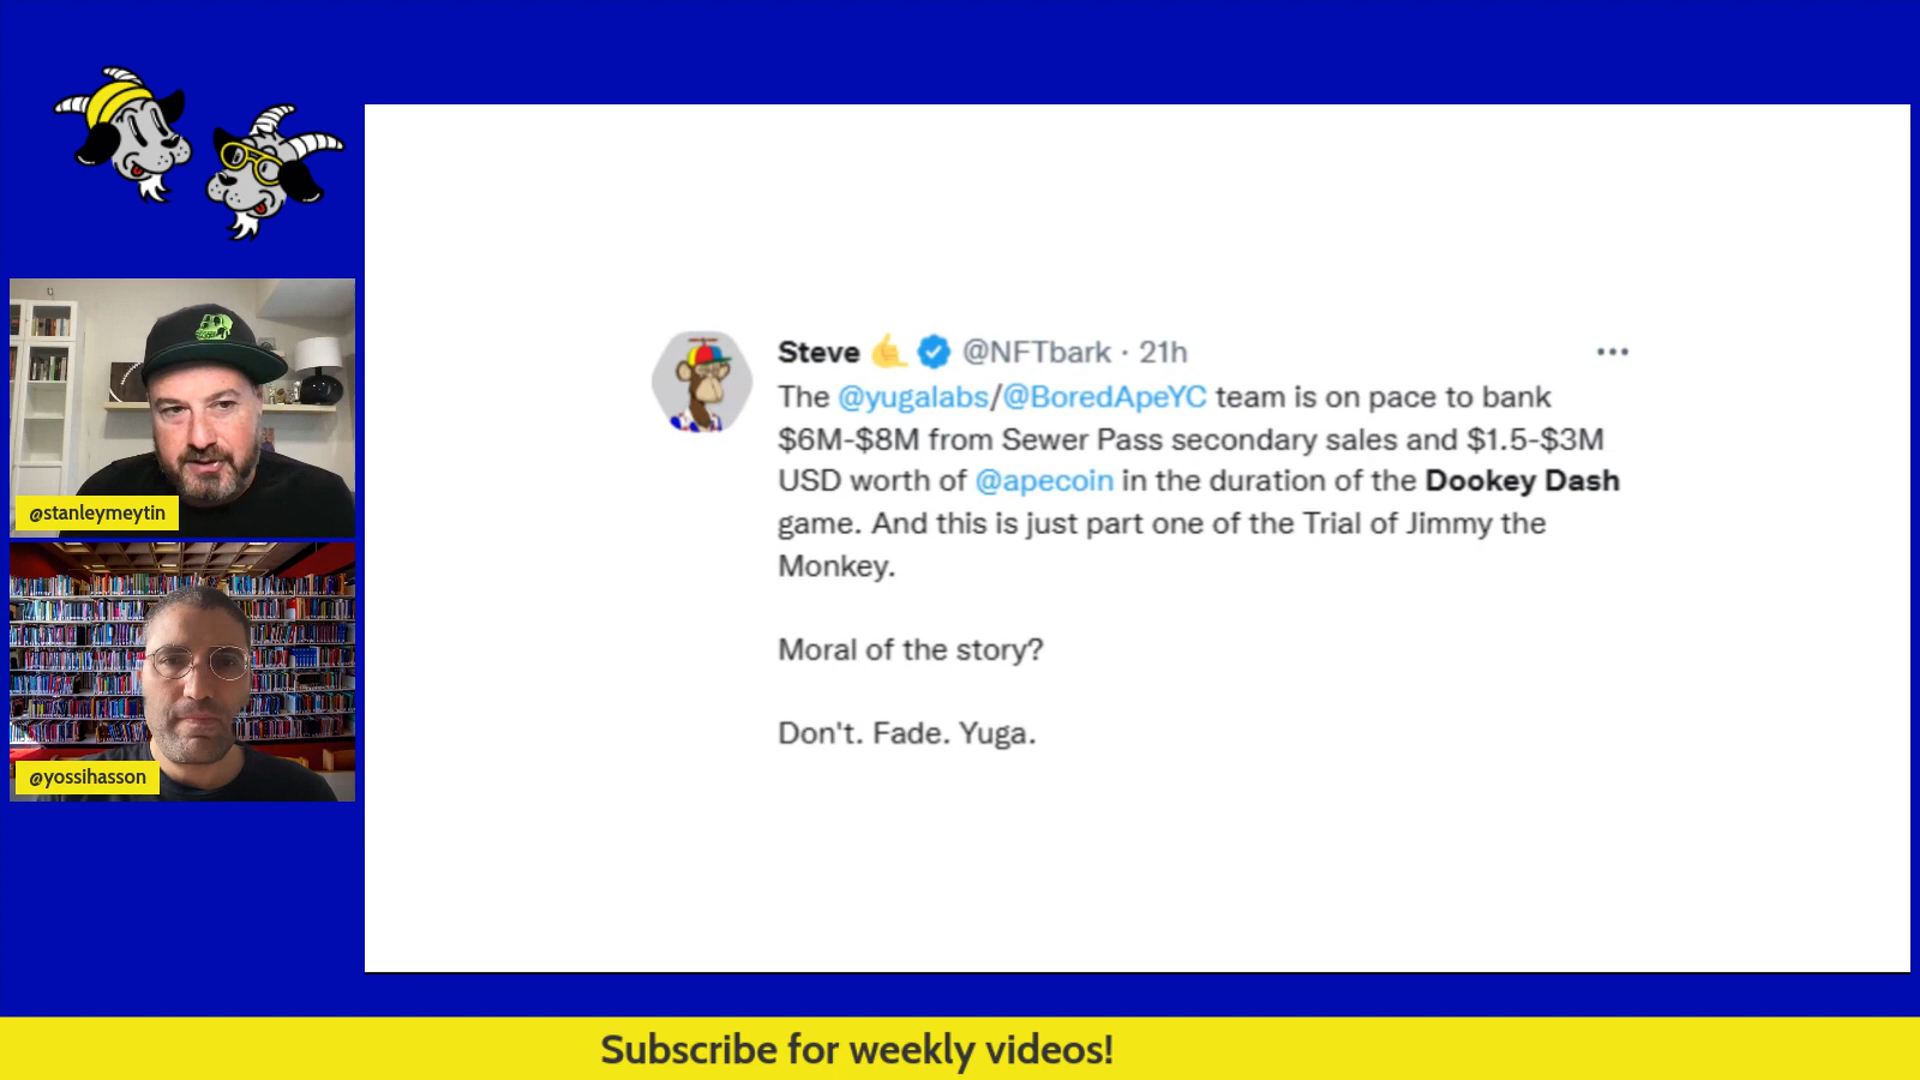 Steve @NFTbark · 21h
The @yugalabs/@BoredApeYC team is on pace to bank
$6M-$8M from Sewer Pass secondary sales and $1.5-$3M
USD worth of @apecoin in the duration of the Dookey Dash
game. And this is just part one of the Trial of Jimmy the
Monkey.
Moral of the story?
Don't. Fade. Yuga.
@stanleymeytin
@yossihasson
Subscribe for weekly videos!